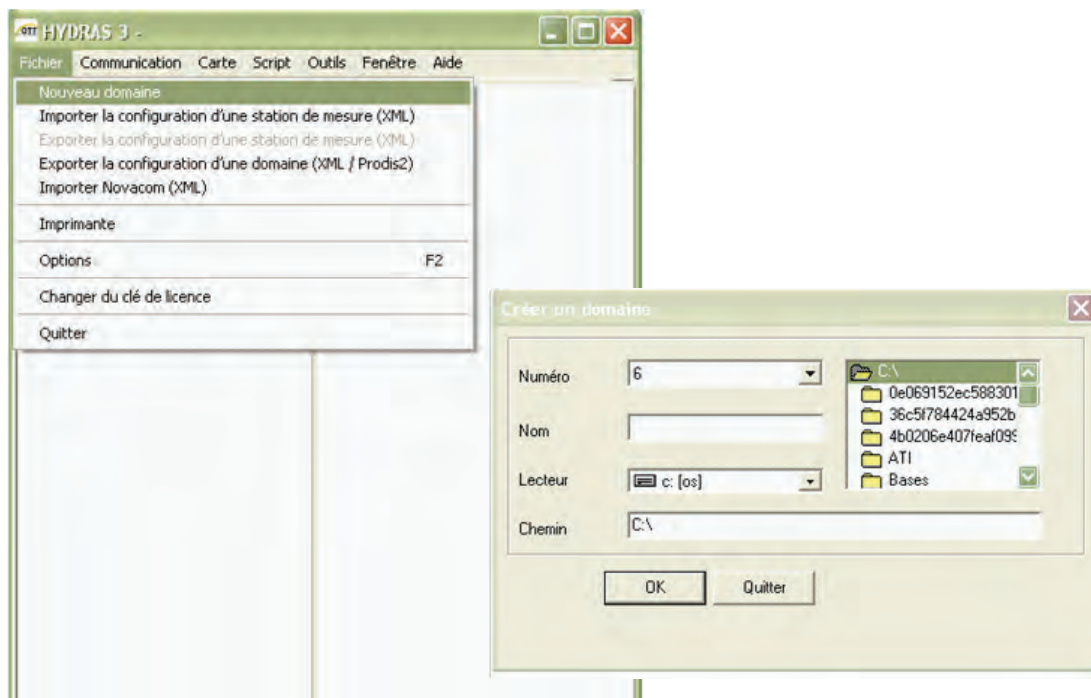 OTT HYDRAS 3 -
Fichier Communication Carte Script Outils Fenêtre Aide
Nouveau domaine
Importer la configuration d'une station de mesure (XML)
Exporter la configuration d'une station de mesure (XML)
Exporter la configuration d'une domaine (XML / Prodis2)
Importer Novacom (XML)
Imprimante
Options F2
Changer du clé de licence
Quitter
Créer un domaine
Numéro 6
Nom
Lecteur c: [os]
Chemin C:\
C:\
0e069152ec588301
36c5f784424a952b
4b0206e407feaf099
ATI
Bases
OK Quitter